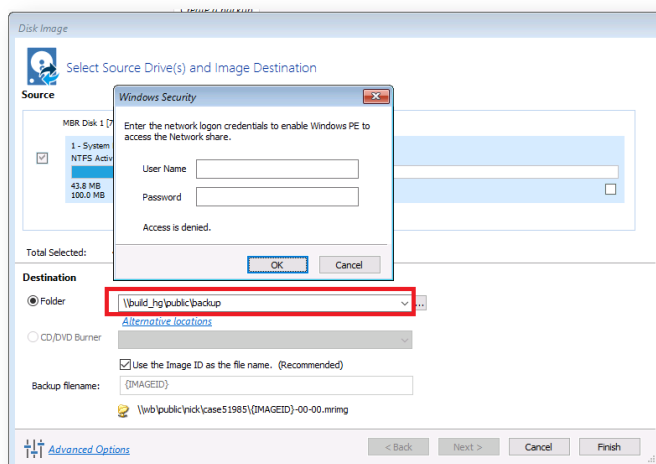 Create a backup
Disk Image
Select Source Drive(s) and Image Destination
Source
Windows Security
Enter the network logon credentials to enable Windows PE to
access the Network share.
User Name
Password
Access is denied.
OK
Cancel
MBR Disk 1 [7
1 - System
NTFS Activ
43.8 MB
100.0 MB
Total Selected:
Destination
Folder
\\build_hg\public\backup
...
Alternative locations
CD/DVD Burner
Use the Image ID as the file name. (Recommended)
Backup filename:
{IMAGEID}
\\wb\public\nick\case51985\{IMAGEID}-00-00.mrimg
Advanced Options
< Back
Next >
Cancel
Finish